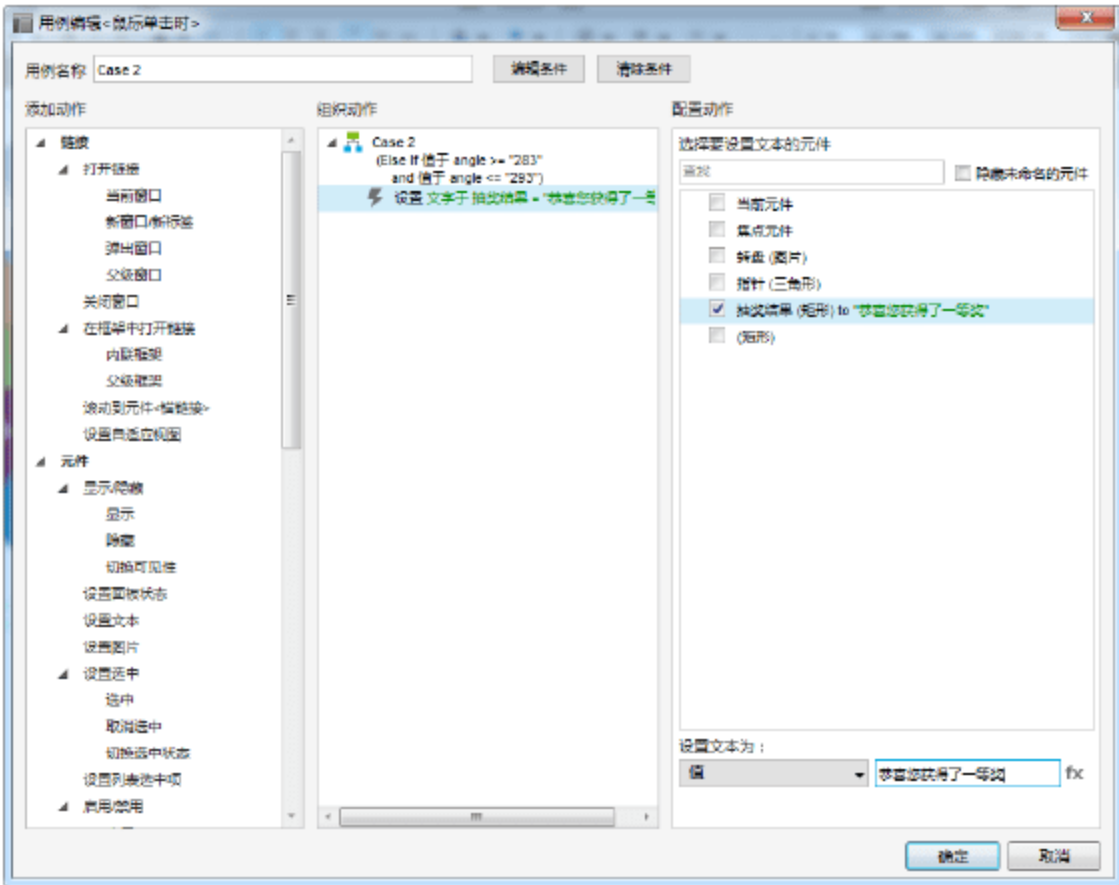 用例编辑<鼠标单击时>
用例名称 Case 2 编辑条件 清除条件
添加动作
链接
打开链接
当前窗口
新窗口/新标签
弹出窗口
父级窗口
关闭窗口
在框架中打开链接
内联框架
父级框架
滚动到元件<锚链接>
设置自适应视图
元件
显示/隐藏
显示
隐藏
切换可见性
设置面板状态
设置文本
设置图片
设置选中
选中
取消选中
切换选中状态
设置列表选中项
启用/禁用
组织动作
Case 2
(Else If 值于 angle >= "283"
and 值于 angle <= "293")
设置 文字于 抽奖结果 = "恭喜您获得了一等
配置动作
选择要设置文本的元件
查找 隐藏未命名的元件
当前元件
焦点元件
转盘 (图片)
指针 (三角形)
抽奖结果 (矩形) to "恭喜您获得了一等奖"
(矩形)
设置文本为：
值 恭喜您获得了一等奖 fx
确定 取消